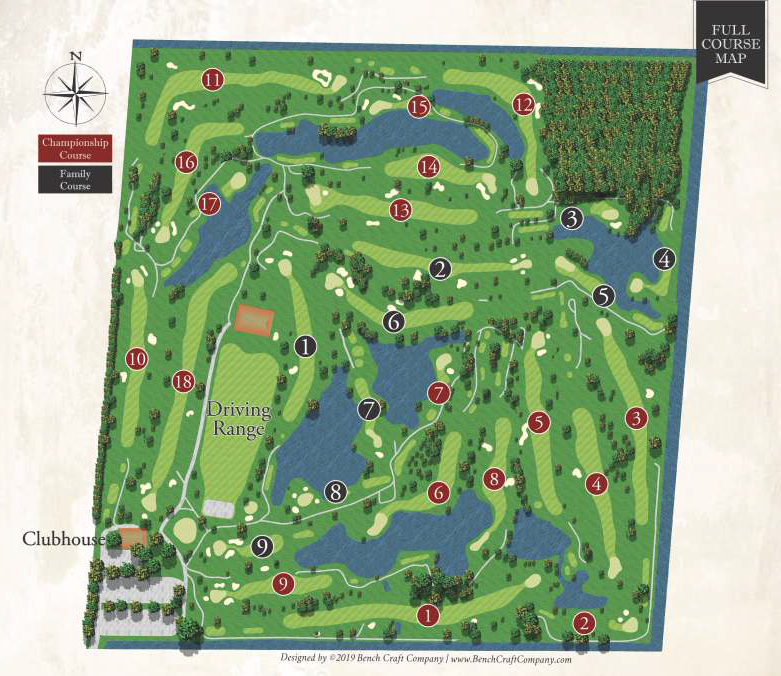 FULL
COURSE
MAP
N
Championship
Course
Family
Course
11
15
12
16
14
17
13
3
2
4
5
6
1
10
18
7
7
Driving
Range
5
3
8
8
4
6
Clubhouse
9
9
1
2
Designed by ©2019 Bench Craft Company | www.BenchCraftCompany.com